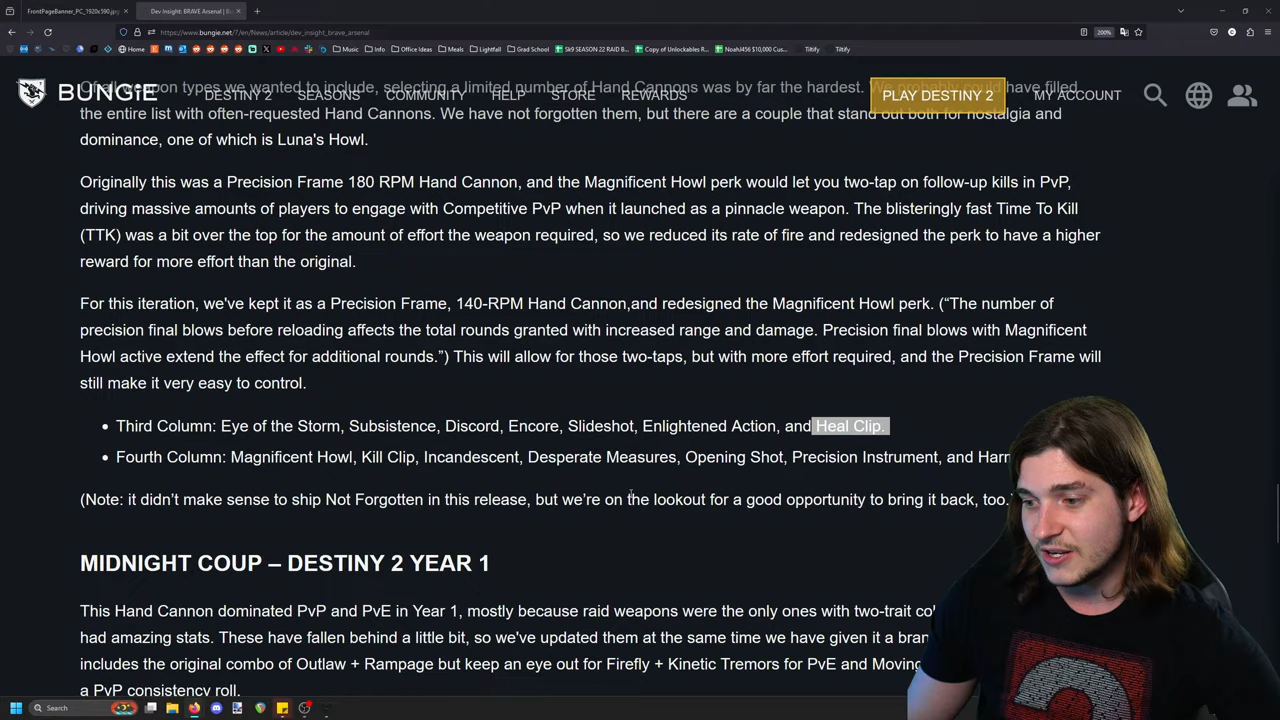 FrontPageBanner_PC_1920x590.jpg
Dev Insight: BRAVE Arsenal | Bu
https://www.bungie.net/7/en/News/article/dev_insight_brave_arsenal
200%
Home
Music
Info
Office Ideas
Meals
Lightfall
Grad School
Sk9 SEASON 22 RAID B...
Copy of Unlockables R...
NoahJ456 $10,000 Cus...
Tiltify
Tiltify
Of all weapon types we wanted to include, selecting a limited number of Hand Cannons was by far the hardest. We probably could have filled
BUNGIE
DESTINY 2
SEASONS
COMMUNITY
HELP
STORE
REWARDS
PLAY DESTINY 2
MY ACCOUNT
the entire list with often-requested Hand Cannons. We have not forgotten them, but there are a couple that stand out both for nostalgia and
dominance, one of which is Luna's Howl.
Originally this was a Precision Frame 180 RPM Hand Cannon, and the Magnificent Howl perk would let you two-tap on follow-up kills in PvP,
driving massive amounts of players to engage with Competitive PvP when it launched as a pinnacle weapon. The blisteringly fast Time To Kill
(TTK) was a bit over the top for the amount of effort the weapon required, so we reduced its rate of fire and redesigned the perk to have a higher
reward for more effort than the original.
For this iteration, we've kept it as a Precision Frame, 140-RPM Hand Cannon,and redesigned the Magnificent Howl perk. (“The number of
precision final blows before reloading affects the total rounds granted with increased range and damage. Precision final blows with Magnificent
Howl active extend the effect for additional rounds.”) This will allow for those two-taps, but with more effort required, and the Precision Frame will
still make it very easy to control.
• Third Column: Eye of the Storm, Subsistence, Discord, Encore, Slideshot, Enlightened Action, and Heal Clip.
• Fourth Column: Magnificent Howl, Kill Clip, Incandescent, Desperate Measures, Opening Shot, Precision Instrument, and Harm
(Note: it didn’t make sense to ship Not Forgotten in this release, but we’re on the lookout for a good opportunity to bring it back, too.
MIDNIGHT COUP – DESTINY 2 YEAR 1
This Hand Cannon dominated PvP and PvE in Year 1, mostly because raid weapons were the only ones with two-trait col
had amazing stats. These have fallen behind a little bit, so we've updated them at the same time we have given it a bran
includes the original combo of Outlaw + Rampage but keep an eye out for Firefly + Kinetic Tremors for PvE and Moving
a PvP consistency roll.
Search